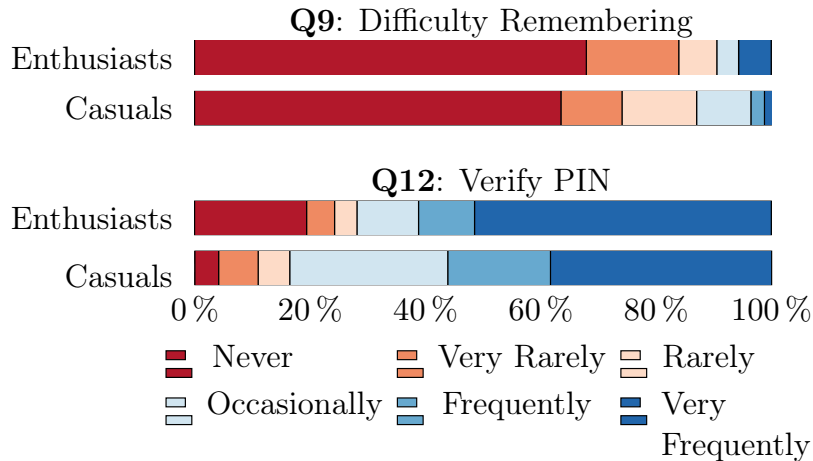 Q9: Difficulty Remembering
Enthusiasts
Casuals
Q12: Verify PIN
Enthusiasts
Casuals
0 % 20 % 40 % 60 % 80 % 100 %
Never Very Rarely Rarely
Occasionally Frequently Very
Frequently